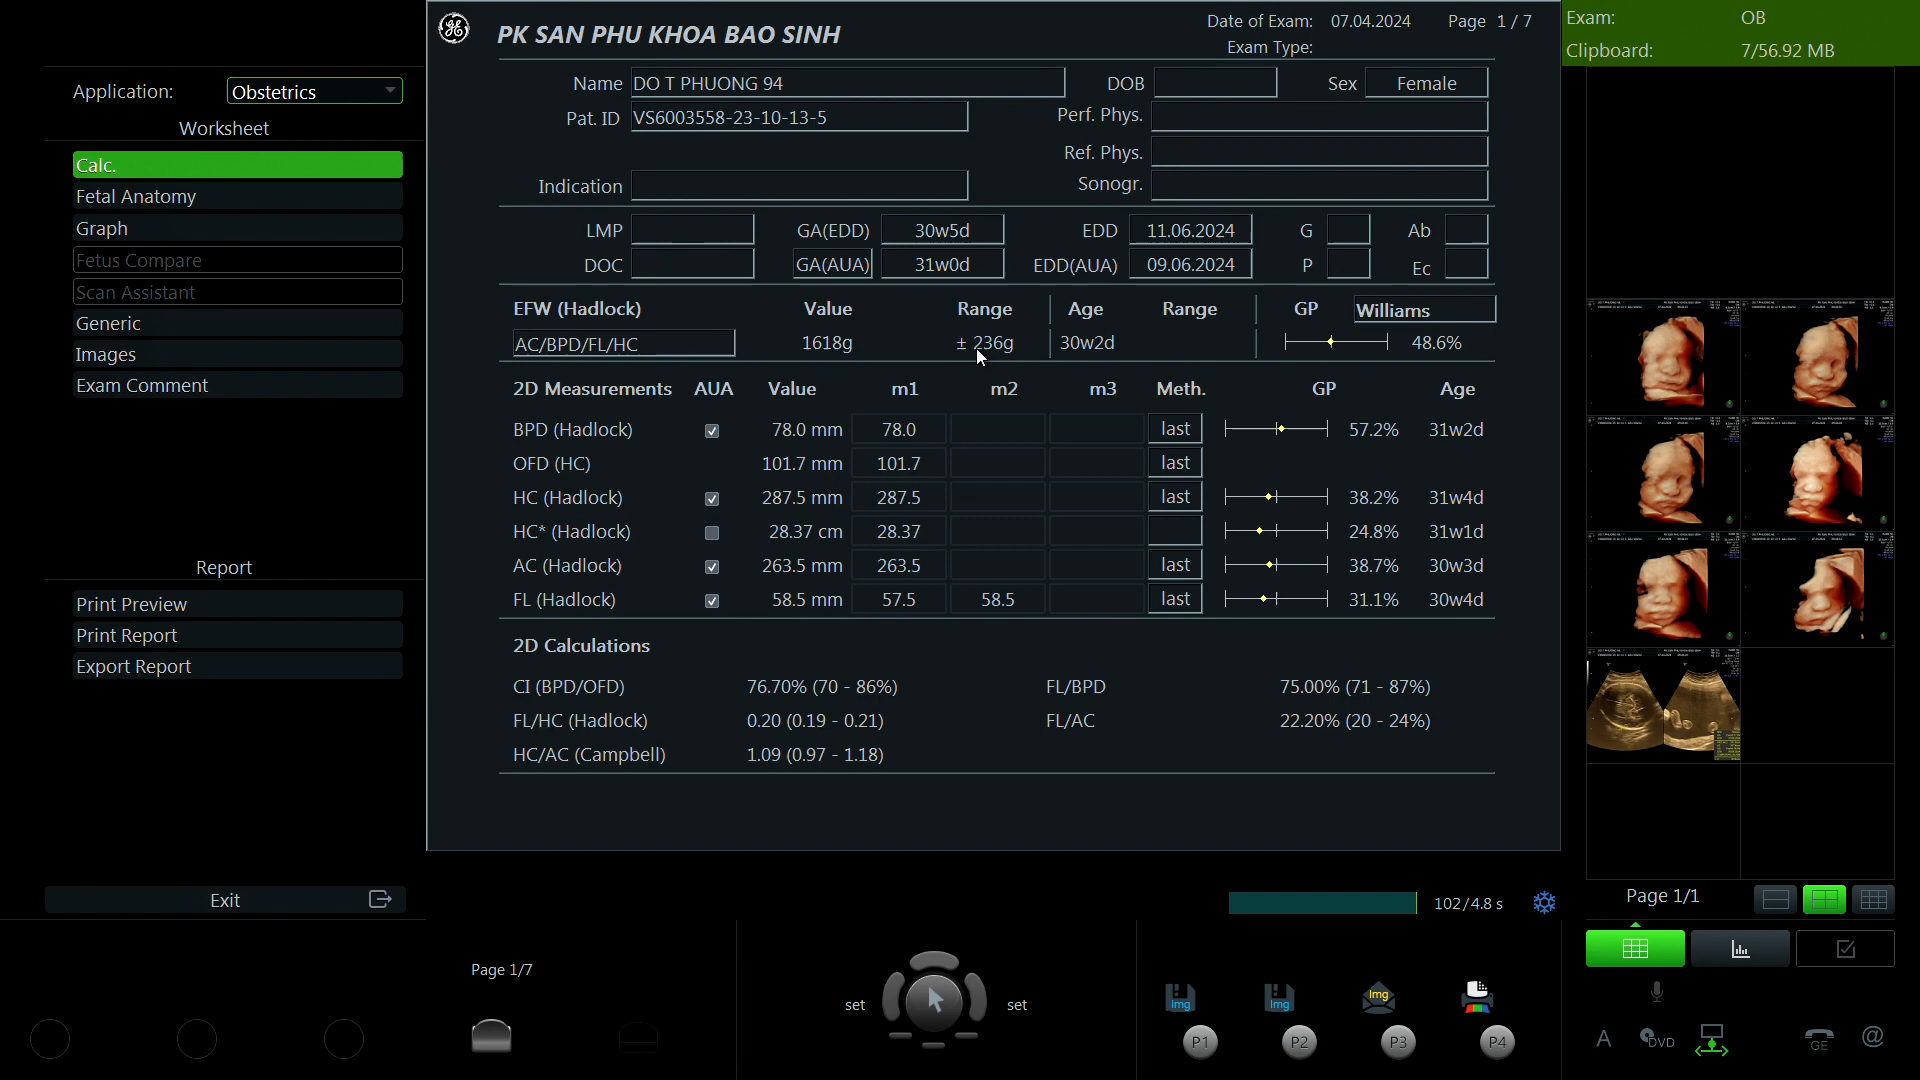 PK SAN PHU KHOA BAO SINH
Date of Exam: 07.04.2024 Page 1 / 7
Exam Type:
Exam: OB
Clipboard: 7/56.92 MB
Application: Obstetrics
Worksheet
Calc.
Fetal Anatomy
Graph
Fetus Compare
Scan Assistant
Generic
Images
Exam Comment
Report
Print Preview
Print Report
Export Report
Exit
Name DO T PHUONG 94 DOB Sex Female
Pat. ID VS6003558-23-10-13-5 Perf. Phys.
Ref. Phys.
Indication Sonogr.
LMP GA(EDD) 30w5d EDD 11.06.2024 G Ab
DOC GA(AUA) 31w0d EDD(AUA) 09.06.2024 P Ec
EFW (Hadlock) Value Range Age Range GP Williams
AC/BPD/FL/HC 1618g ± 236g 30w2d 48.6%
2D Measurements AUA Value m1 m2 m3 Meth. GP Age
BPD (Hadlock) 78.0 mm 78.0 last 57.2% 31w2d
OFD (HC) 101.7 mm 101.7 last
HC (Hadlock) 287.5 mm 287.5 last 38.2% 31w4d
HC* (Hadlock) 28.37 cm 28.37 24.8% 31w1d
AC (Hadlock) 263.5 mm 263.5 last 38.7% 30w3d
FL (Hadlock) 58.5 mm 57.5 58.5 last 31.1% 30w4d
2D Calculations
CI (BPD/OFD) 76.70% (70 - 86%) FL/BPD 75.00% (71 - 87%)
FL/HC (Hadlock) 0.20 (0.19 - 0.21) FL/AC 22.20% (20 - 24%)
HC/AC (Campbell) 1.09 (0.97 - 1.18)
102/4.8 s
Page 1/1
Page 1/7
set set
Img Img Img
P1 P2 P3 P4
A DVD GE @